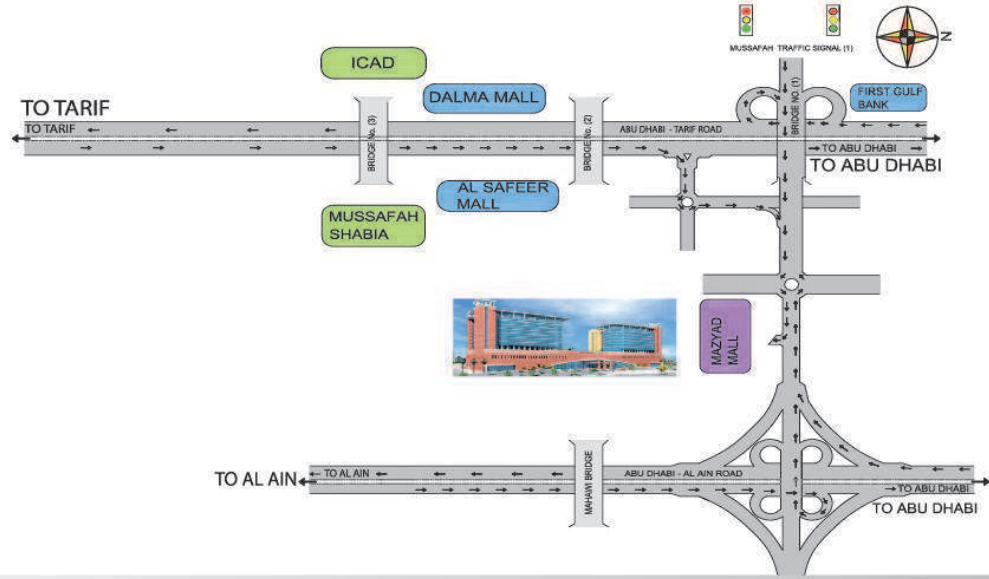 MUSSAFAH TRAFFIC SIGNAL (1)
N
ICAD
DALMA MALL
FIRST GULF
BANK
TO TARIF
TO TARIF
BRIDGE No. (3)
BRIDGE No. (2)
ABU DHABI - TARIF ROAD
BRIDGE NO. (1)
TO ABU DHABI
TO ABU DHABI
AL SAFEER
MALL
MUSSAFAH
SHABIA
MAZYAD
MALL
TO AL AIN
TO AL AIN
MAHAWI BRIDGE
ABU DHABI - AL AIN ROAD
TO ABU DHABI
TO ABU DHABI